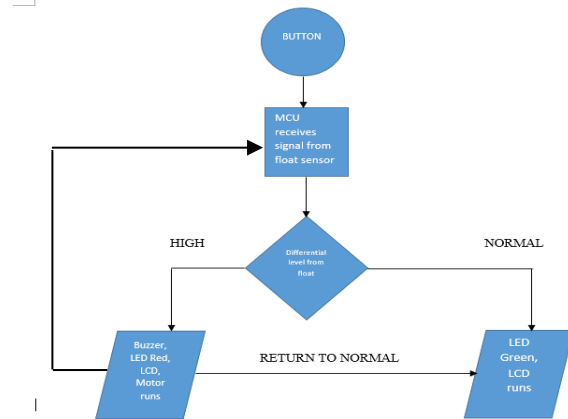 BUTTON
MCU
receives
signal from
float sensor
HIGH
NORMAL
Differential
level from
float
Buzzer,
LED Red,
LCD,
Motor
runs
RETURN TO NORMAL
LED
Green,
LCD
runs